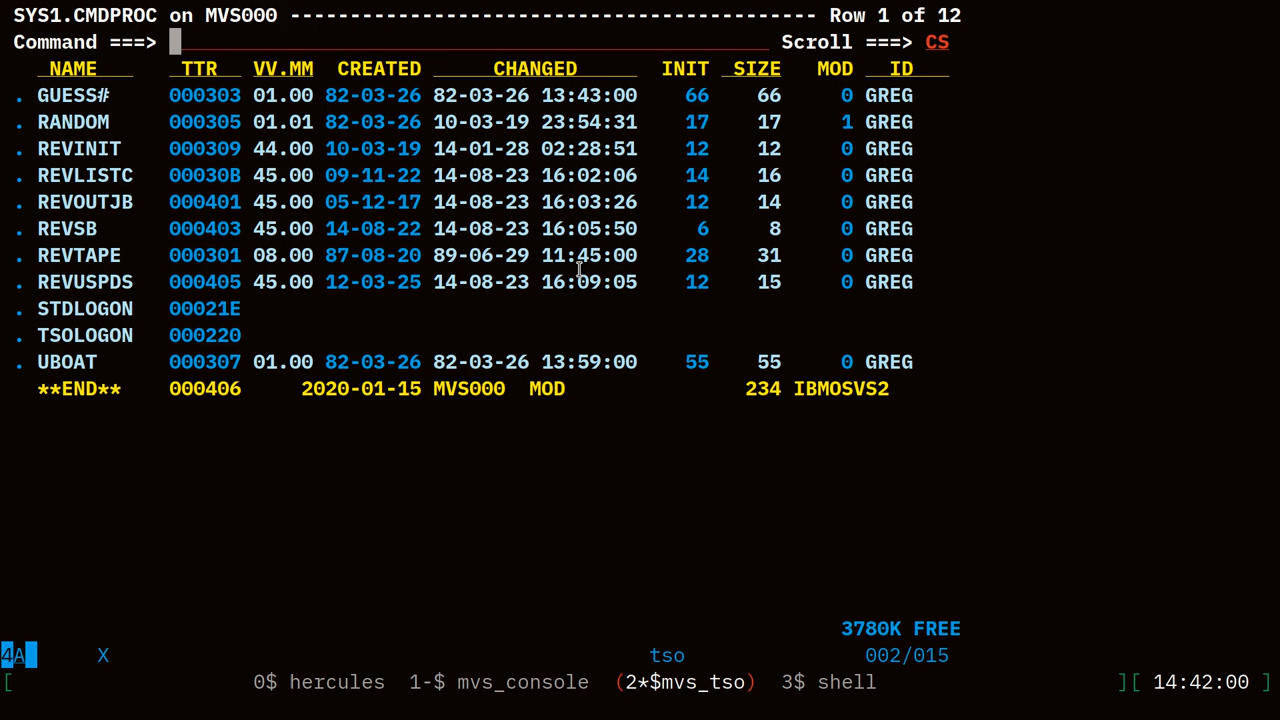 SYS1.CMDPROC on MVS000 -------------------------------------------- Row 1 of 12
Command ===> Scroll ===> CS
NAME TTR VV.MM CREATED CHANGED INIT SIZE MOD ID
. GUESS# 000303 01.00 82-03-26 82-03-26 13:43:00 66 66 0 GREG
. RANDOM 000305 01.01 82-03-26 10-03-19 23:54:31 17 17 1 GREG
. REVINIT 000309 44.00 10-03-19 14-01-28 02:28:51 12 12 0 GREG
. REVLISTC 00030B 45.00 09-11-22 14-08-23 16:02:06 14 16 0 GREG
. REVOUTJB 000401 45.00 05-12-17 14-08-23 16:03:26 12 14 0 GREG
. REVSB 000403 45.00 14-08-22 14-08-23 16:05:50 6 8 0 GREG
. REVTAPE 000301 08.00 87-08-20 89-06-29 11:45:00 28 31 0 GREG
. REVUSPDS 000405 45.00 12-03-25 14-08-23 16:09:05 12 15 0 GREG
. STDLOGON 00021E
. TSOLOGON 000220
. UBOAT 000307 01.00 82-03-26 82-03-26 13:59:00 55 55 0 GREG
**END** 000406 2020-01-15 MVS000 MOD 234 IBMOSVS2
3780K FREE
4A X tso 002/015
[ 0$ hercules 1-$ mvs_console (2*$mvs_tso) 3$ shell ][ 14:42:00 ]